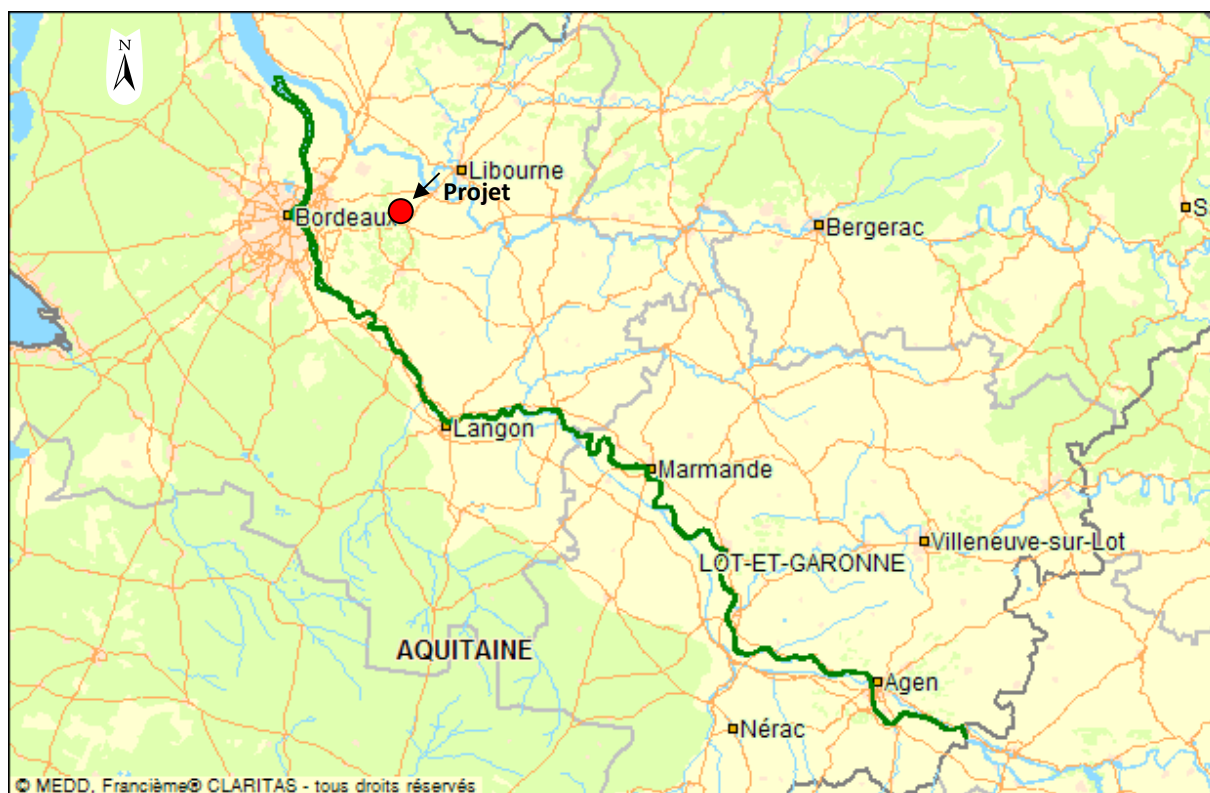 N
Libourne
Projet
S
Bordeaux
Bergerac
Langon
Marmande
Villeneuve-sur-Lot
LOT-ET-GARONNE
AQUITAINE
Agen
Nérac
© MEDD, Francième® CLARITAS - tous droits réservés